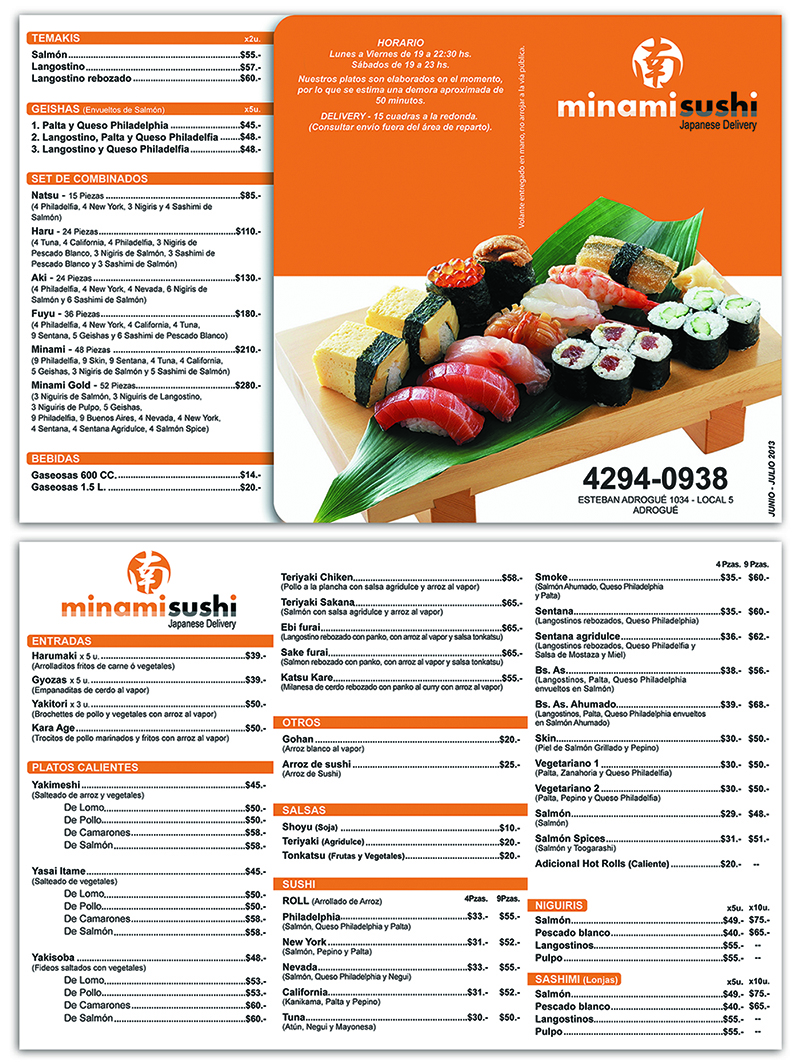 TEMAKIS x2u.
Salmón $55.-
Langostino $57.-
Langostino rebozado $60.-
GEISHAS (Envueltos de Salmón) x5u.
1. Palta y Queso Philadelphia $45.-
2. Langostino, Palta y Queso Philadelfia $48.-
3. Langostino y Queso Philadelfia $48.-
SET DE COMBINADOS
Natsu - 15 Piezas $85.-
(4 Philadelfia, 4 New York, 3 Nigiris y 4 Sashimi de
Salmón)
Haru - 24 Piezas $110.-
(4 Tuna, 4 California, 4 Philadelfia, 3 Nigiris de
Pescado Blanco, 3 Nigiris de Salmón, 3 Sashimi de
Pescado Blanco y 3 Sashimi de Salmón)
Aki - 24 Piezas $130.-
(4 Philadelfia, 4 New York, 4 Nevada, 6 Nigiris de
Salmón y 6 Sashimi de Salmón)
Fuyu - 36 Piezas $180.-
(4 Philadelfia, 4 New York, 4 California, 4 Tuna,
9 Sentana, 5 Geishas y 6 Sashimi de Pescado Blanco)
Minami - 48 Piezas $210.-
(9 Philadelfia, 9 Skin, 9 Sentana, 4 Tuna, 4 California,
5 Geishas, 3 Nigiris de Salmón y 5 Sashimi de Salmón)
Minami Gold - 52 Piezas $280.-
(3 Niguiris de Salmón, 3 Niguiris de Langostino,
3 Niguiris de Pulpo, 5 Geishas,
9 Philadelfia, 9 Buenos Aires, 4 Nevada, 4 New York,
4 Sentana, 4 Sentana Agridulce, 4 Salmón Spice)
BEBIDAS
Gaseosas 600 CC. $14.-
Gaseosas 1.5 L. $20.-
HORARIO
Lunes a Viernes de 19 a 22:30 hs.
Sábados de 19 a 23 hs.
Nuestros platos son elaborados en el momento,
por lo que se estima una demora aproximada de
50 minutos.
DELIVERY - 15 cuadras a la redonda.
(Consultar envio fuera del área de reparto).
Volante entregado en mano, no arrojar a la vía pública.
南
minami sushi
Japanese Delivery
4294-0938
ESTEBAN ADROGUÉ 1034 - LOCAL 5
ADROGUÉ
JUNIO - JULIO 2013
南
minami sushi
Japanese Delivery
ENTRADAS
Harumaki x 5 u. $39.-
(Arrolladitos fritos de carne ó vegetales)
Gyozas x 5 u. $39.-
(Empanaditas de cerdo al vapor)
Yakitori x 3 u. $50.-
(Brochettes de pollo y vegetales con arroz al vapor)
Kara Age $50.-
(Trocitos de pollo marinados y fritos con arroz al vapor)
PLATOS CALIENTES
Yakimeshi $45.-
(Salteado de arroz y vegetales)
De Lomo $50.-
De Pollo $50.-
De Camarones $58.-
De Salmón $58.-
Yasai Itame $45.-
(Salteado de vegetales)
De Lomo $50.-
De Pollo $50.-
De Camarones $58.-
De Salmón $58.-
Yakisoba $48.-
(Fideos saltados con vegetales)
De Lomo $53.-
De Pollo $53.-
De Camarones $60.-
De Salmón $60.-
Teriyaki Chiken $58.-
(Pollo a la plancha con salsa agridulce y arroz al vapor)
Teriyaki Sakana $65.-
(Salmón con salsa agridulce y arroz al vapor)
Ebi furai $65.-
(Langostino rebozado con panko, con arroz al vapor y salsa tonkatsu)
Sake furai $65.-
(Salmon rebozado con panko, con arroz al vapor y salsa tonkatsu)
Katsu Kare $55.-
(Milanesa de cerdo rebozado con panko al curry con arroz al vapor)
OTROS
Gohan $20.-
(Arroz blanco al vapor)
Arroz de sushi $25.-
(Arroz de Sushi)
SALSAS
Shoyu (Soja) $10.-
Teriyaki (Agridulce) $20.-
Tonkatsu (Frutas y Vegetales) $20.-
SUSHI
ROLL (Arrollado de Arroz) 4Pzas. 9Pzas.
Philadelphia $33.- $55.-
(Salmón, Queso Philadelphia y Palta)
New York $31.- $52.-
(Salmón, Pepino y Palta)
Nevada $33.- $55.-
(Salmón, Queso Philadelphia y Negui)
California $31.- $52.-
(Kanikama, Palta y Pepino)
Tuna $30.- $50.-
(Atún, Negui y Mayonesa)
4 Pzas. 9 Pzas.
Smoke $35.- $60.-
(Salmón Ahumado, Queso Philadelphia
y Palta)
Sentana $35.- $60.-
(Langostinos rebozados, Queso Philadelphia)
Sentana agridulce $36.- $62.-
(Langostinos rebozados, Queso Philadelfia y
Salsa de Mostaza y Miel)
Bs. As $38.- $56.-
(Langostinos, Palta, Queso Philadelphia
envueltos en Salmón)
Bs. As. Ahumado $39.- $68.-
(Langostinos, Palta, Queso Philadelphia envueltos
en Salmón Ahumado)
Skin $30.- $50.-
(Piel de Salmón Grillado y Pepino)
Vegetariano 1 $30.- $50.-
(Palta, Zanahoria y Queso Philadelfia)
Vegetariano 2 $30.- $50.-
(Palta, Pepino y Queso Philadelfia)
Salmón $29.- $48.-
(Salmón)
Salmón Spices $31.- $51.-
(Salmón y Toogarashi)
Adicional Hot Rolls (Caliente) $20.- --
NIGUIRIS x5u. x10u.
Salmón $49.- $75.-
Pescado blanco $40.- $65.-
Langostinos $55.- --
Pulpo $55.- --
SASHIMI (Lonjas) x5u. x10u.
Salmón $49.- $75.-
Pescado blanco $40.- $65.-
Langostinos $55.- --
Pulpo $55.- --